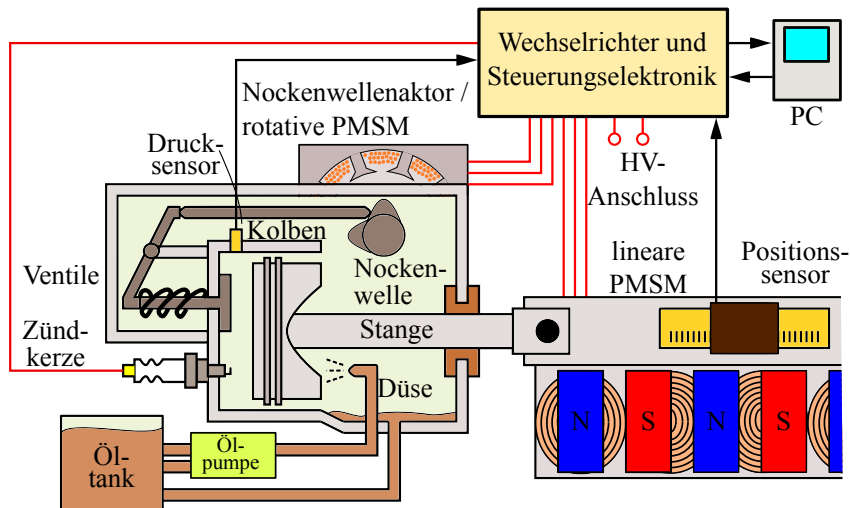 Wechselrichter und
Steuerungselektronik
PC
Nockenwellenaktor /
rotative PMSM
Druck-
sensor
HV-
Anschluss
Kolben
lineare
PMSM
Positions-
sensor
Ventile
Nocken-
welle
Stange
Zünd-
kerze
Düse
N
S
N
S
N
Öl-
pumpe
Öl-
tank